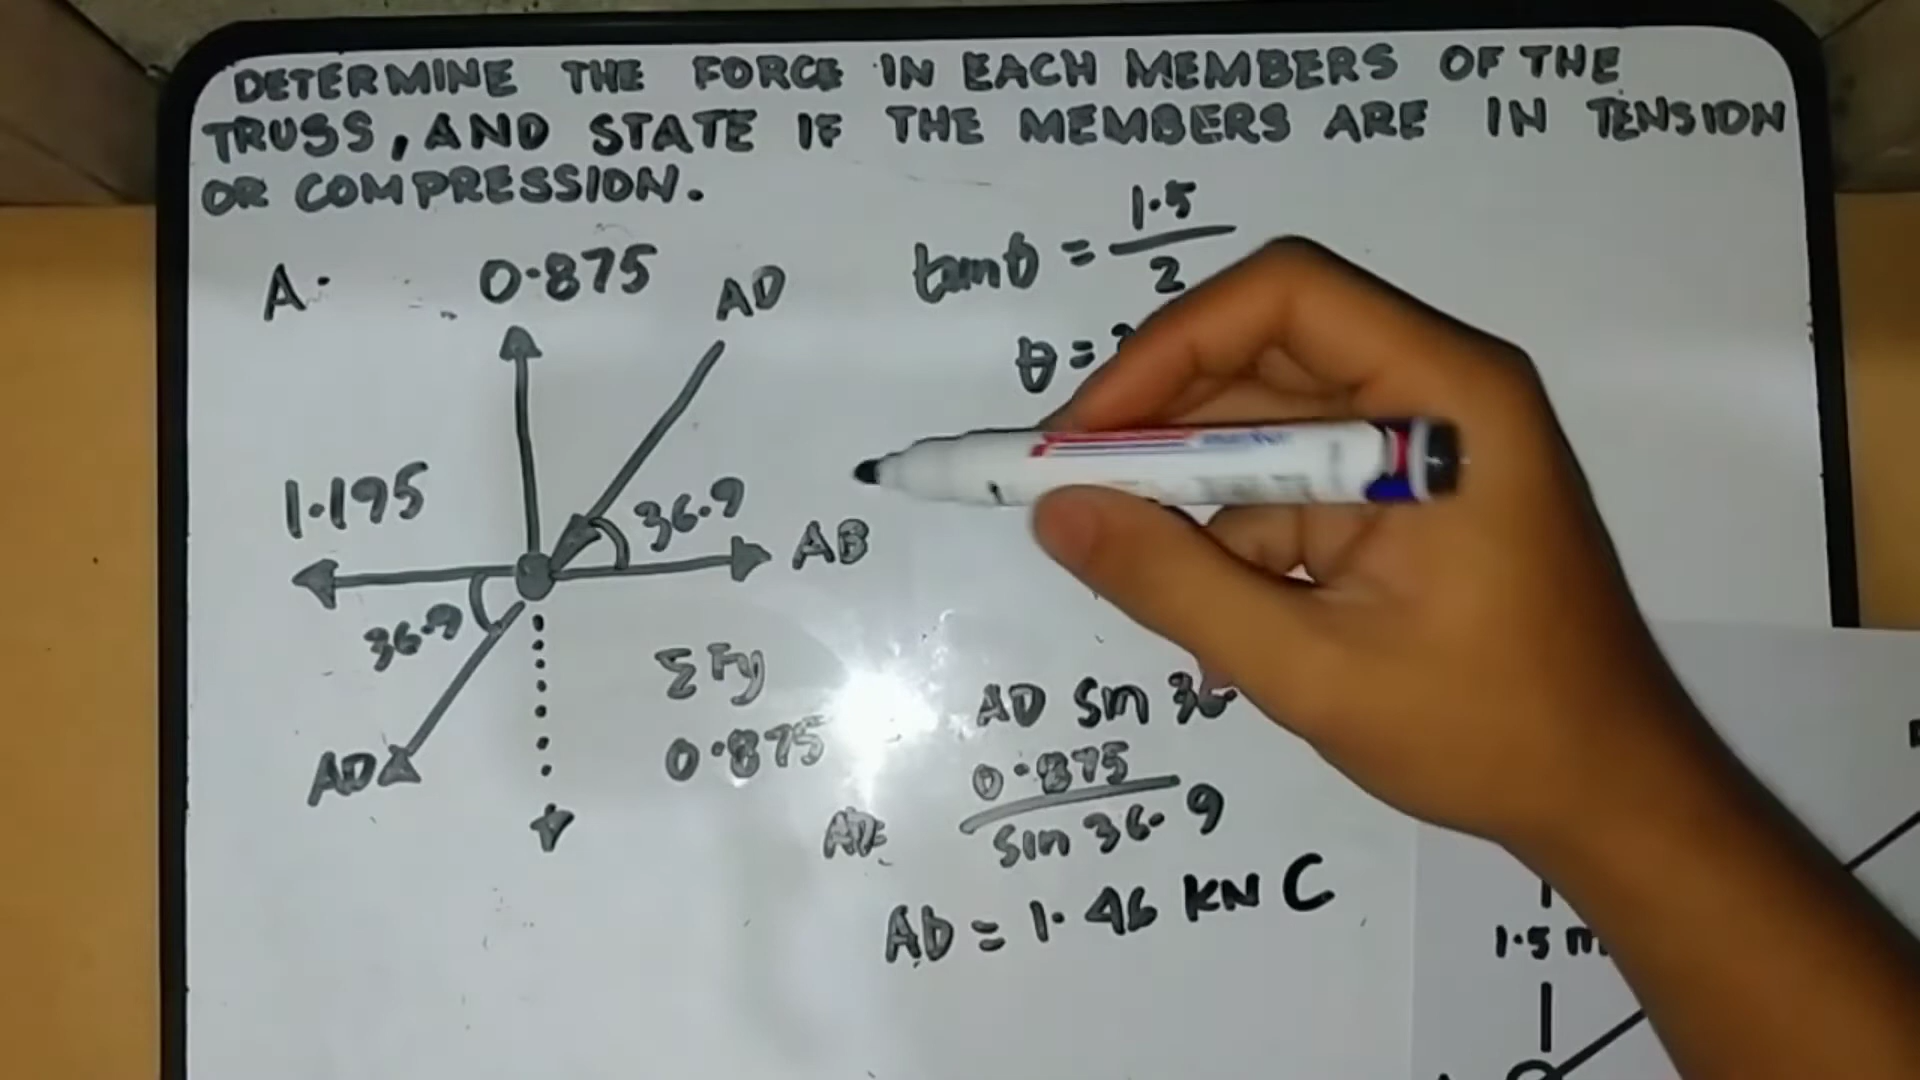 DETERMINE THE FORCE IN EACH MEMBERS OF THE
TRUSS, AND STATE IF THE MEMBERS ARE IN TENSION
OR COMPRESSION.
A.
0.875
AD
tanθ = 1.5
2
θ =
1.195
36.9
AB
36.9
AD
ΣFy
0.875
AD sin 36.
AD=
0.875
sin 36.9
AD = 1.46 KN C
1.5 m